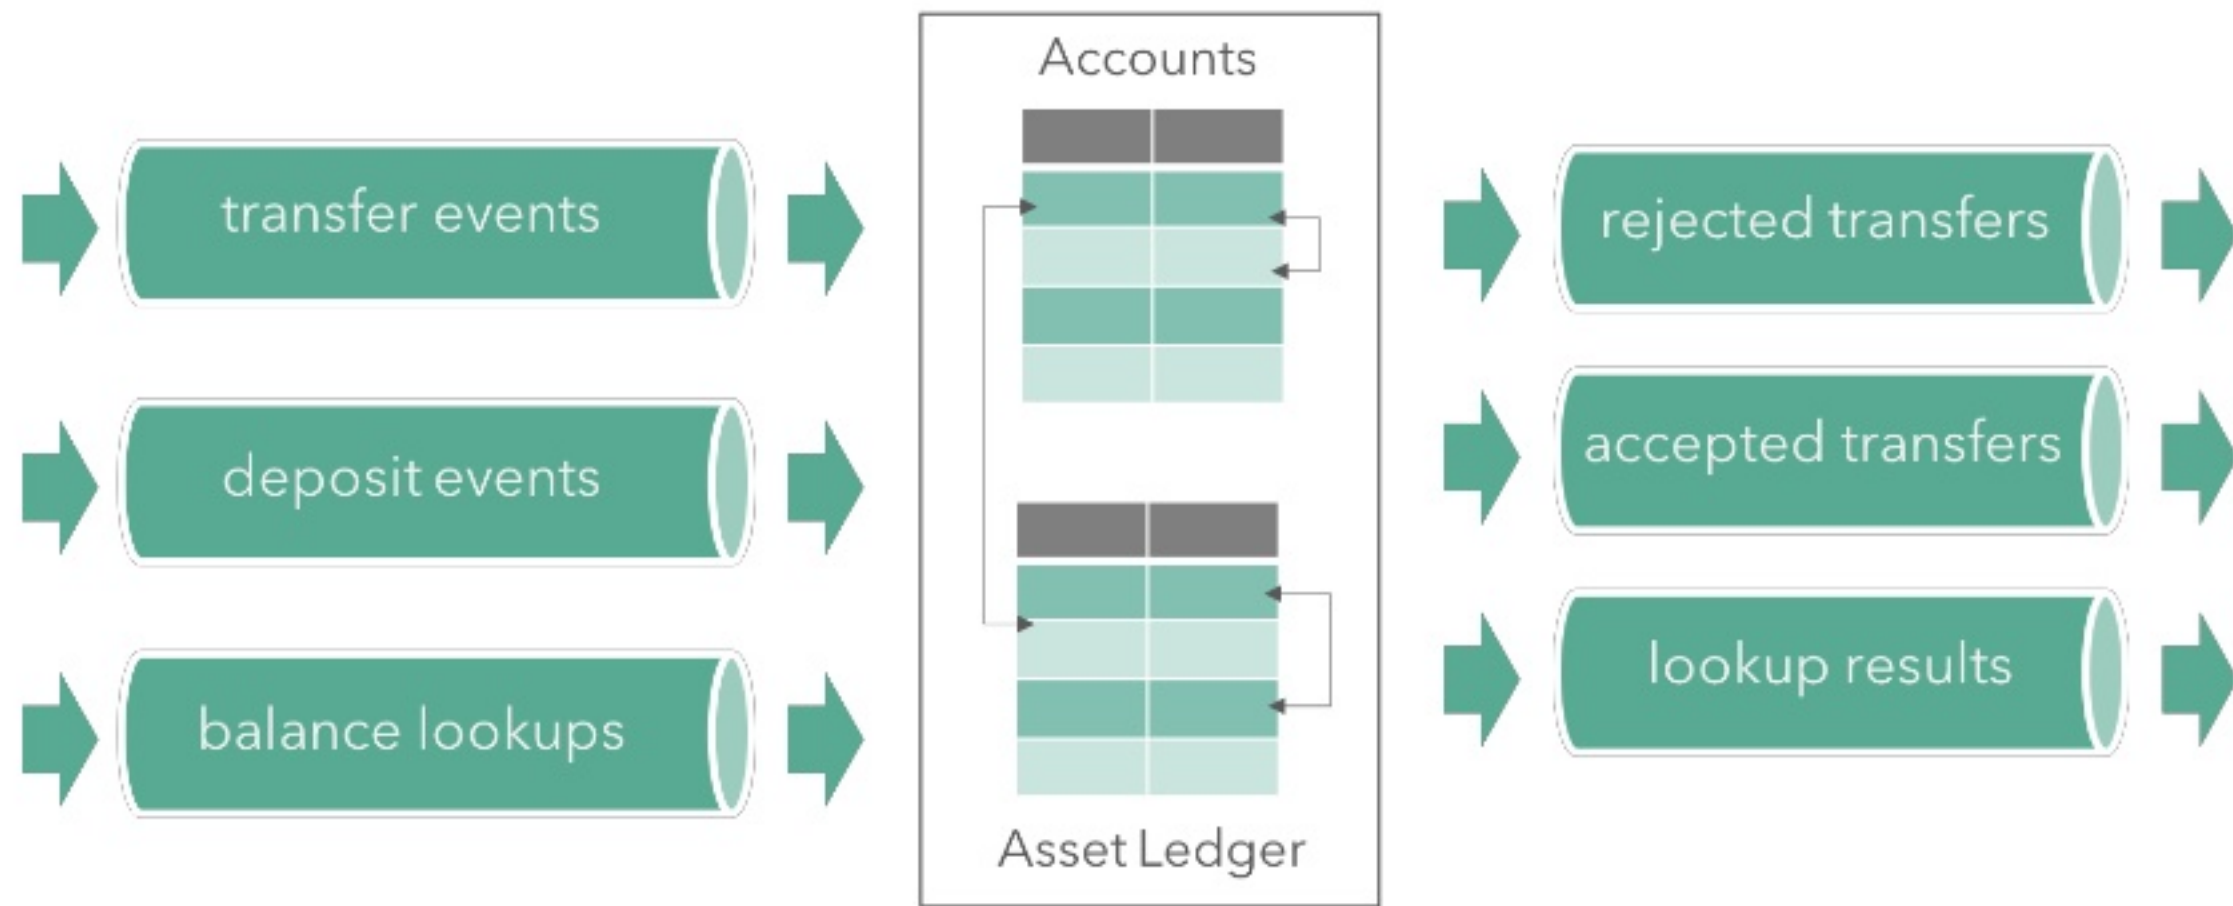 transfer events
deposit events
balance lookups
Accounts
Asset Ledger
rejected transfers
accepted transfers
lookup results